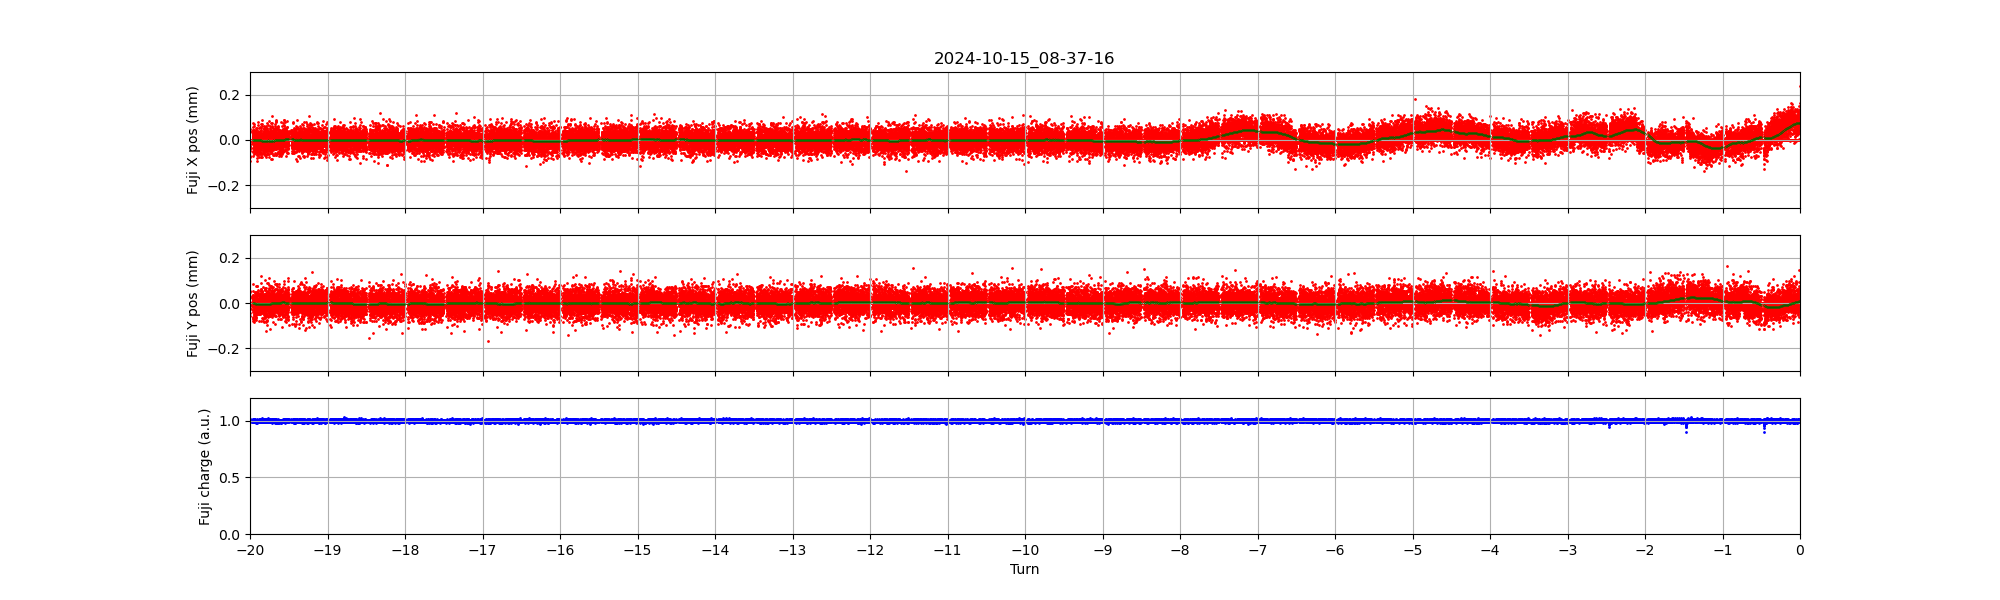 2024-10-15_08-37-16
Fuji X pos (mm)
0.2
0.0
−0.2
Fuji Y pos (mm)
0.2
0.0
−0.2
Fuji charge (a.u.)
1.0
0.5
0.0
−20 −19 −18 −17 −16 −15 −14 −13 −12 −11 −10 −9 −8 −7 −6 −5 −4 −3 −2 −1 0
Turn